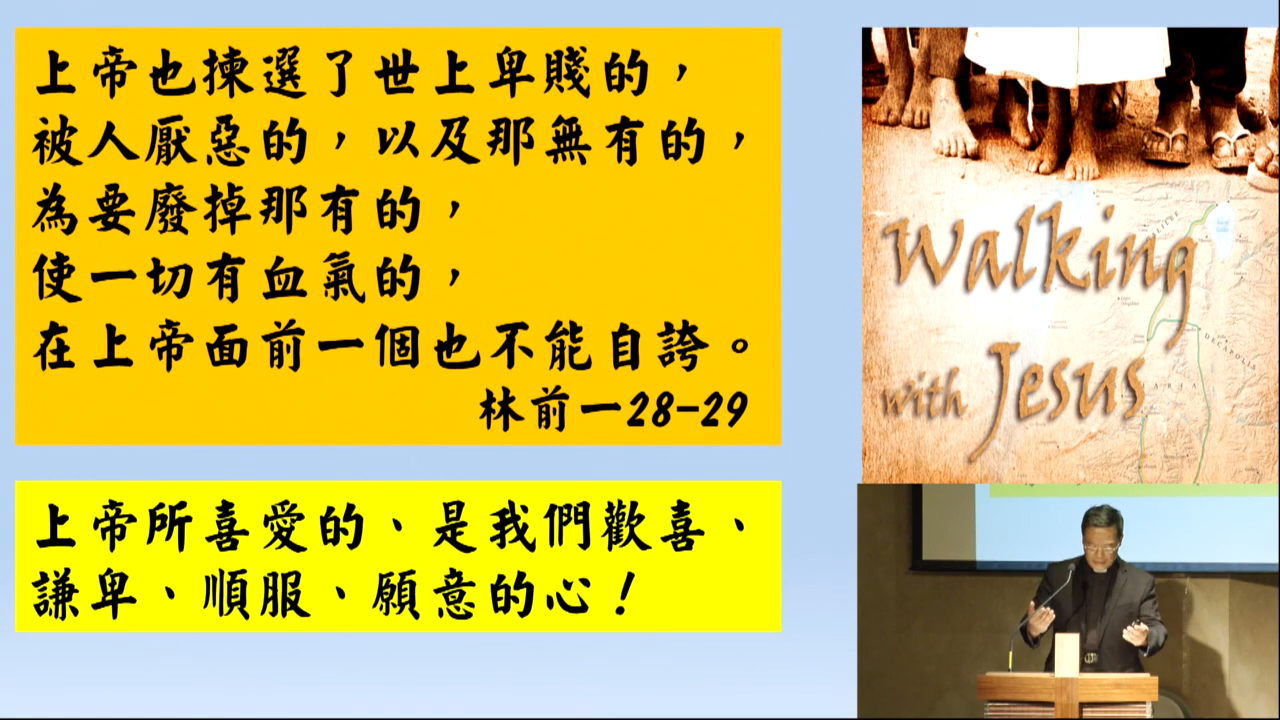 上帝也揀選了世上卑賤的，
被人厭惡的，以及那無有的，
為要廢掉那有的，
使一切有血氣的，
在上帝面前一個也不能自誇。
林前一28-29
上帝所喜愛的、是我們歡喜、
謙卑、順服、願意的心！
Walking
with Jesus
DECAPOLIS